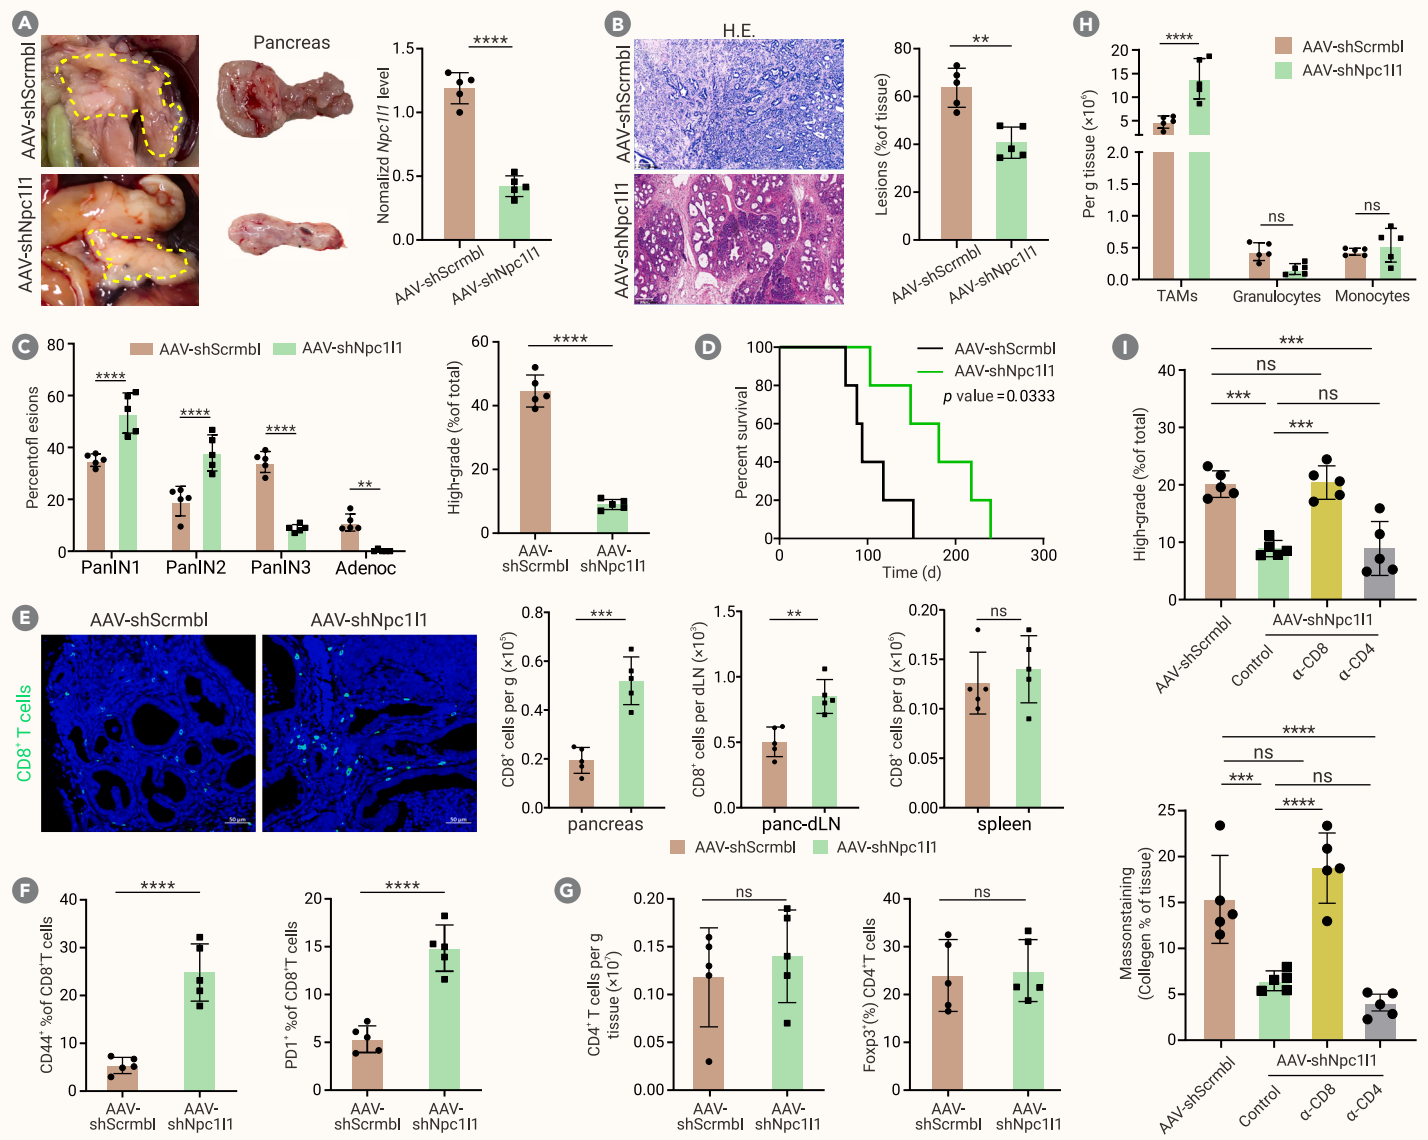 A
AAV-shScrmbl
AAV-shNpc1l1
Pancreas
Nomalizd Npc1l1 level
1.5
1.0
0.5
0.0
****
AAV-shScrmbl
AAV-shNpc1l1
B
H.E.
AAV-shScrmbl
AAV-shNpc1l1
Lesions (%of tissue)
80
60
40
60
0
**
AAV-shScrmbl
AAV-shNpc1l1
H
AAV-shScrmbl
AAV-shNpc1l1
Per g tissue (×10⁶)
20
15
10
5
2.0
1.5
1.0
0.5
0.0
****
ns
ns
TAMs
Granulocytes
Monocytes
C
AAV-shScrmbl
AAV-shNpc1l1
Percentofl esions
80
60
40
20
0
****
****
****
**
PanIN1
PanIN2
PanIN3
Adenoc
High-grade (%of total)
60
40
20
0
****
AAV-
shScrmbl
AAV-
shNpc1l1
D
AAV-shScrmbl
AAV-shNpc1l1
p value=0.0333
Percent survival
100
80
60
40
20
0
0
100
200
300
Time (d)
I
High-grade (%of total)
40
30
20
10
0
***
ns
***
ns
***
AAV-shScrmbl
AAV-shNpc1l1
Control
α-CD8
α-CD4
E
AAV-shScrmbl
AAV-shNpc1l1
CD8⁺ T cells
50 μm
50 μm
CD8⁺ cells per g (×10⁵)
0.8
0.6
0.4
0.2
0.0
***
pancreas
CD8⁺ cells per dLN (×10³)
1.5
1.0
0.5
0.0
**
panc-dLN
CD8⁺ cells per g (×10⁶)
0.20
0.15
0.10
0.05
0.00
ns
spleen
AAV-shScrmbl
AAV-shNpc1l1
F
CD44⁺ %of CD8⁺T cells
40
30
20
10
0
****
AAV-
shScrmbl
AAV-
shNpc1l1
PD1⁺ %of CD8⁺T cells
20
15
10
5
0
****
AAV-
shScrmbl
AAV-
shNpc1l1
G
CD4⁺T cells per g
tissue (×10⁷)
0.20
0.15
0.10
0.05
0.00
ns
AAV-
shScrmbl
AAV-
shNpc1l1
Foxp3⁺(%) CD4⁺T cells
40
30
20
10
0
ns
AAV-
shScrmbl
AAV-
shNpc1l1
Massonstaining
(Collagen % of tissue)
25
20
15
10
5
0
****
ns
***
ns
****
AAV-shScrmbl
AAV-shNpc1l1
Control
α-CD8
α-CD4